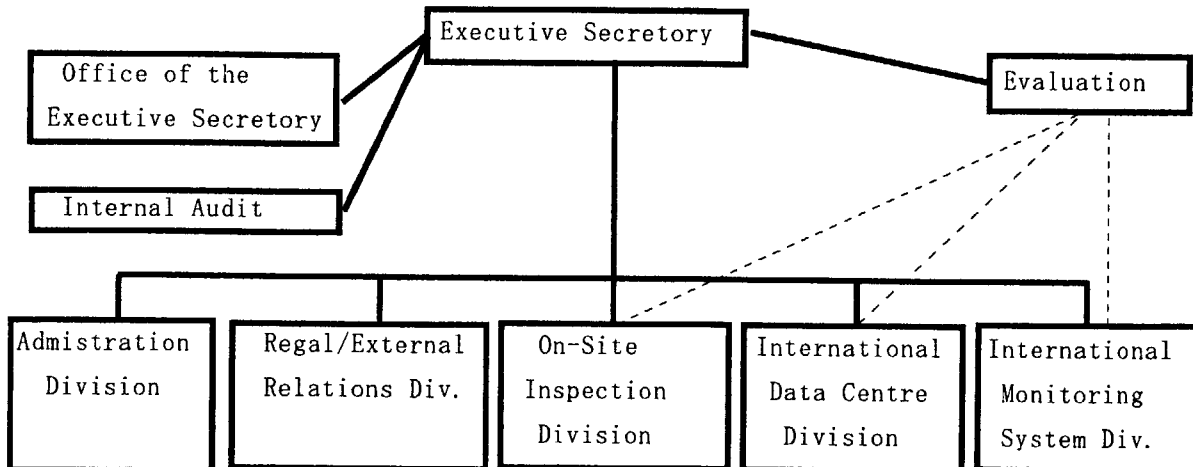 Executive Secretory
Office of the
Executive Secretory
Evaluation
Internal Audit
Admistration
Division
Regal/External
Relations Div.
On-Site
Inspection
Division
International
Data Centre
Division
International
Monitoring
System Div.